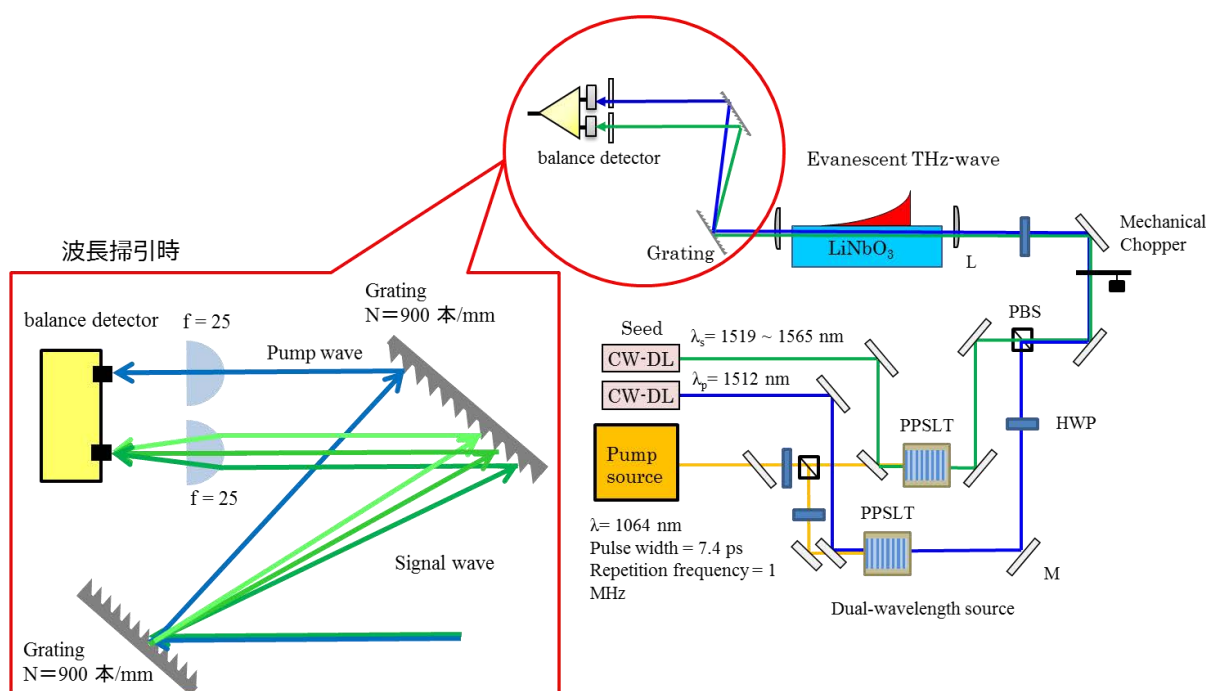 balance detector
Evanescent THz-wave
Mechanical
Chopper
Grating
LiNbO3
L
波長掃引時
Grating
N＝900 本/mm
balance detector
f = 25
Pump wave
f = 25
Signal wave
Grating
N＝900 本/mm
PBS
Seed
λs= 1519 ~ 1565 nm
CW-DL
λp= 1512 nm
CW-DL
PPSLT
HWP
Pump
source
PPSLT
λ= 1064 nm
Pulse width = 7.4 ps
Repetition frequency = 1
MHz
M
Dual-wavelength source